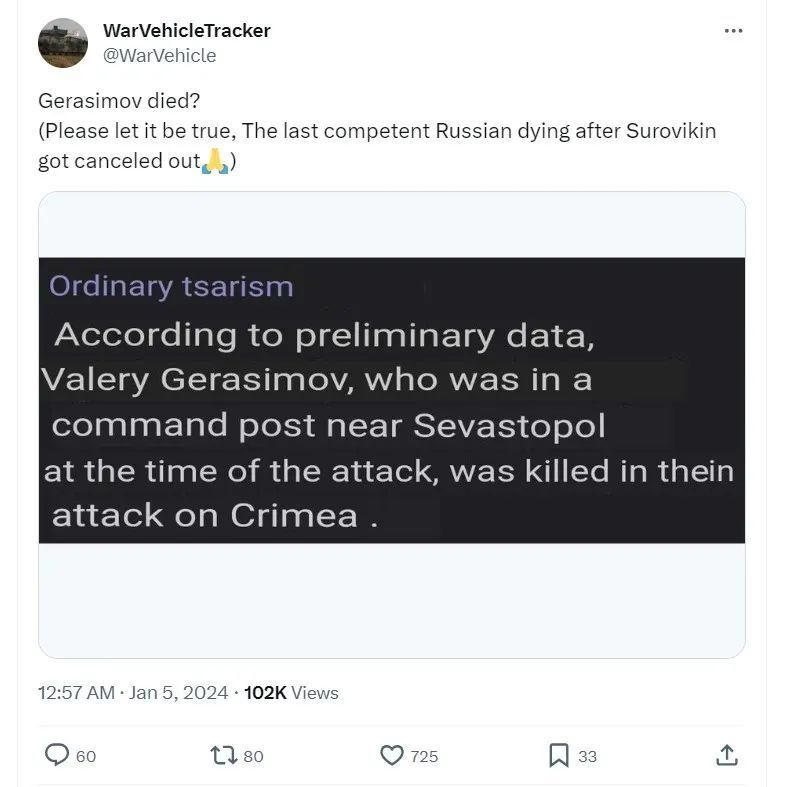 WarVehicleTracker
@WarVehicle
Gerasimov died?
(Please let it be true, The last competent Russian dying after Surovikin
got canceled out🙏)
Ordinary tsarism
According to preliminary data,
Valery Gerasimov, who was in a
command post near Sevastopol
at the time of the attack, was killed in thein
attack on Crimea .
12:57 AM · Jan 5, 2024 · 102K Views
60 80 725 33